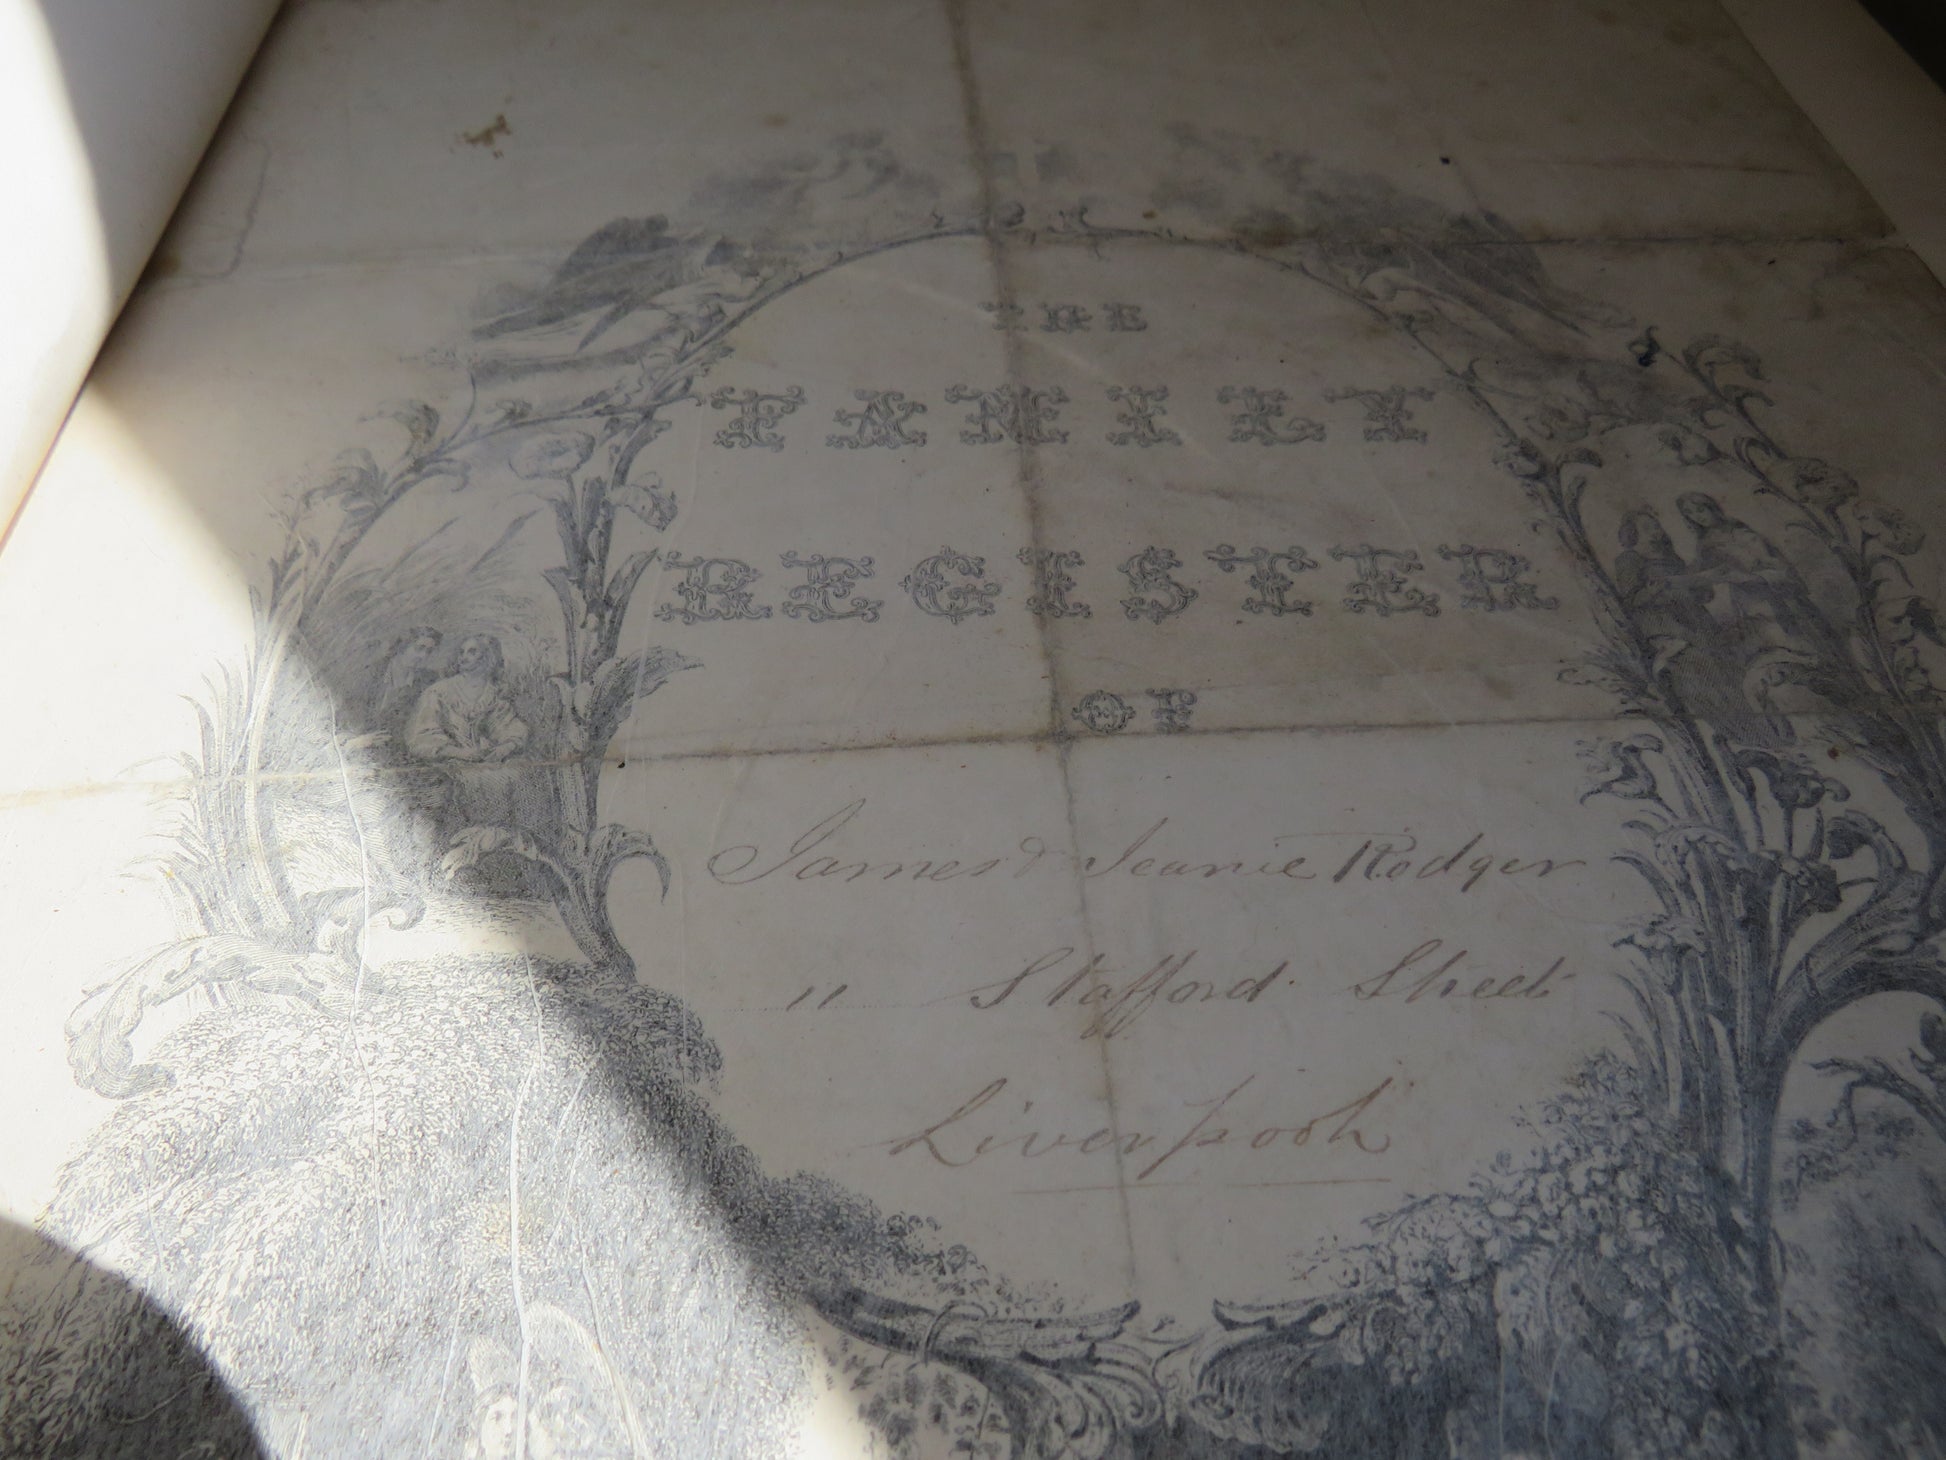 THE
FAMILY
REGISTER
OF
James & Jeanie Rodger
11 Stafford Street
Liverpool